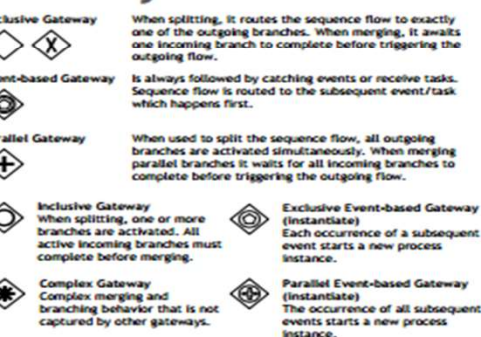 clusive Gateway
When splitting, it routes the sequence flow to exactly
one of the outgoing branches. When merging, it awaits
one incoming branch to complete before triggering the
outgoing flow.
X
ent-based Gateway
Is always followed by catching events or receive tasks.
Sequence flow is routed to the subsequent event/task
which happens first.
rallel Gateway
When used to split the sequence flow, all outgoing
branches are activated simultaneously. When merging
parallel branches it waits for all incoming branches to
complete before triggering the outgoing flow.
Inclusive Gateway
When splitting, one or more
branches are activated. All
active incoming branches must
complete before merging.
Exclusive Event-based Gateway
(instantiate)
Each occurrence of a subsequent
event starts a new process
instance.
Complex Gateway
Complex merging and
branching behavior that is not
captured by other gateways.
Parallel Event-based Gateway
(instantiate)
The occurrence of all subsequent
events starts a new process
instance.